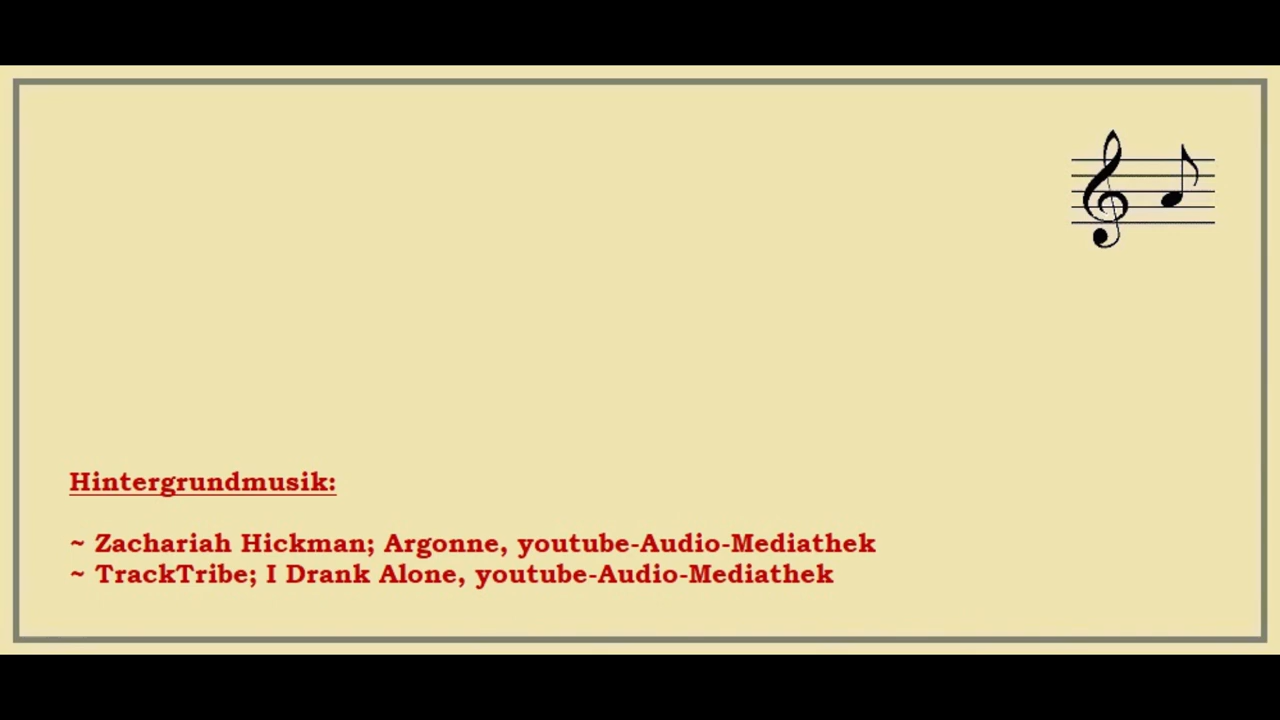 Hintergrundmusik:
~ Zachariah Hickman; Argonne, youtube-Audio-Mediathek
~ TrackTribe; I Drank Alone, youtube-Audio-Mediathek